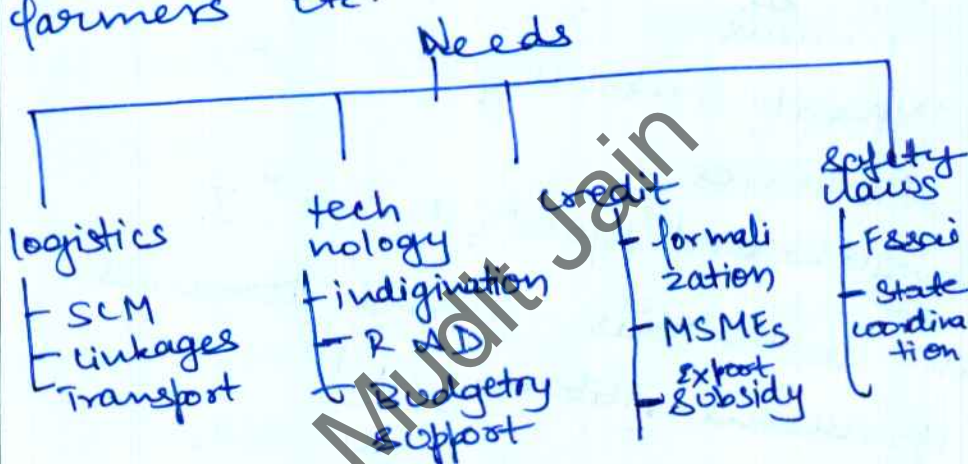 farmers etc.
Needs
logistics
- SCM
- Linkages
- Transport
tech
nology
- indigination
- R AD
- Budgetry
support
credit
- formali
zation
- MSMEs
Export
- Subsidy
safety
laws
- FSSai
- State
coordina
tion
Mudit Jain